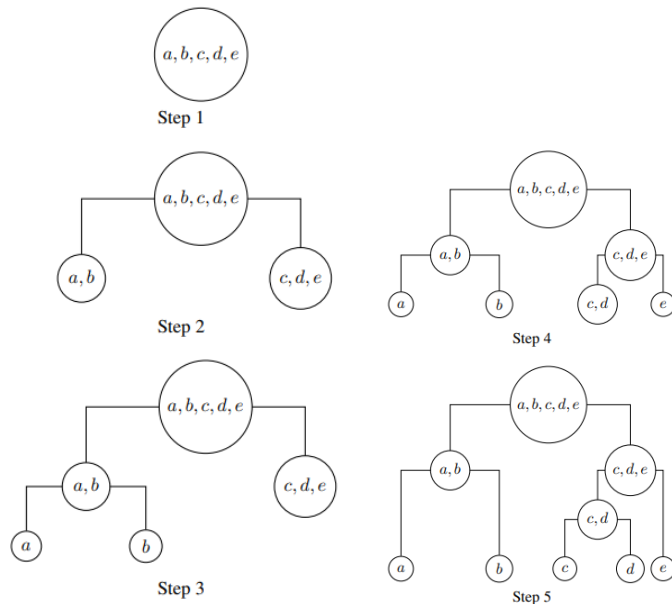 a, b, c, d, e
Step 1
a, b, c, d, e
a, b
c, d, e
Step 2
a, b, c, d, e
a, b
c, d, e
a
b
Step 3
a, b, c, d, e
a, b
c, d, e
a
b
c, d
e
Step 4
a, b, c, d, e
a, b
c, d, e
c, d
a
b
c
d
e
Step 5